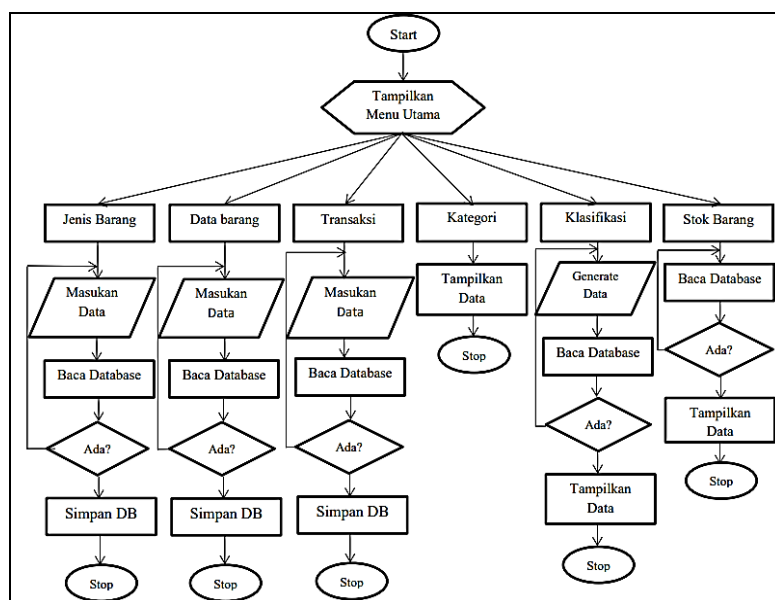 Start
Tampilkan
Menu Utama
Jenis Barang
Data barang
Transaksi
Kategori
Klasifikasi
Stok Barang
Masukan
Data
Masukan
Data
Masukan
Data
Tampilkan
Data
Generate
Data
Baca Database
Stop
Baca Database
Baca Database
Baca Database
Baca Database
Ada?
Ada?
Ada?
Ada?
Ada?
Tampilkan
Data
Simpan DB
Simpan DB
Simpan DB
Tampilkan
Data
Stop
Stop
Stop
Stop
Stop